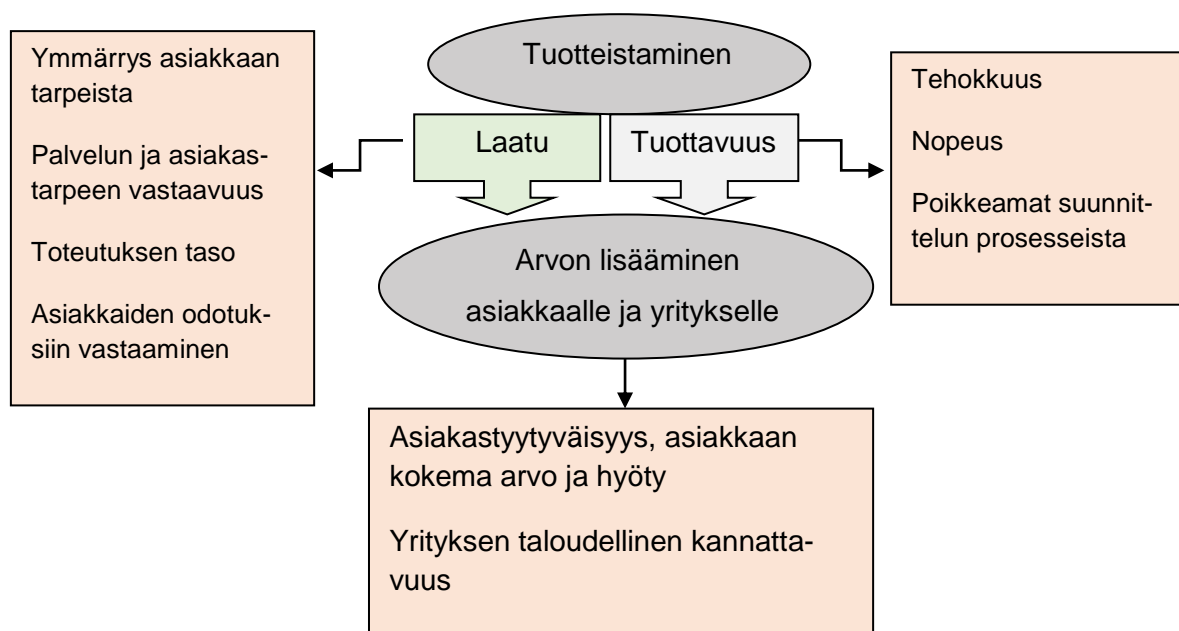 Tuotteistaminen
Laatu
Tuottavuus
Ymmärrys asiakkaan
tarpeista
Palvelun ja asiakas-
tarpeen vastaavuus
Toteutuksen taso
Asiakkaiden odotuk-
siin vastaaminen
Tehokkuus
Nopeus
Poikkeamat suunnit-
telun prosesseista
Arvon lisääminen
asiakkaalle ja yritykselle
Asiakastyytyväisyys, asiakkaan
kokema arvo ja hyöty
Yrityksen taloudellinen kannatta-
vuus